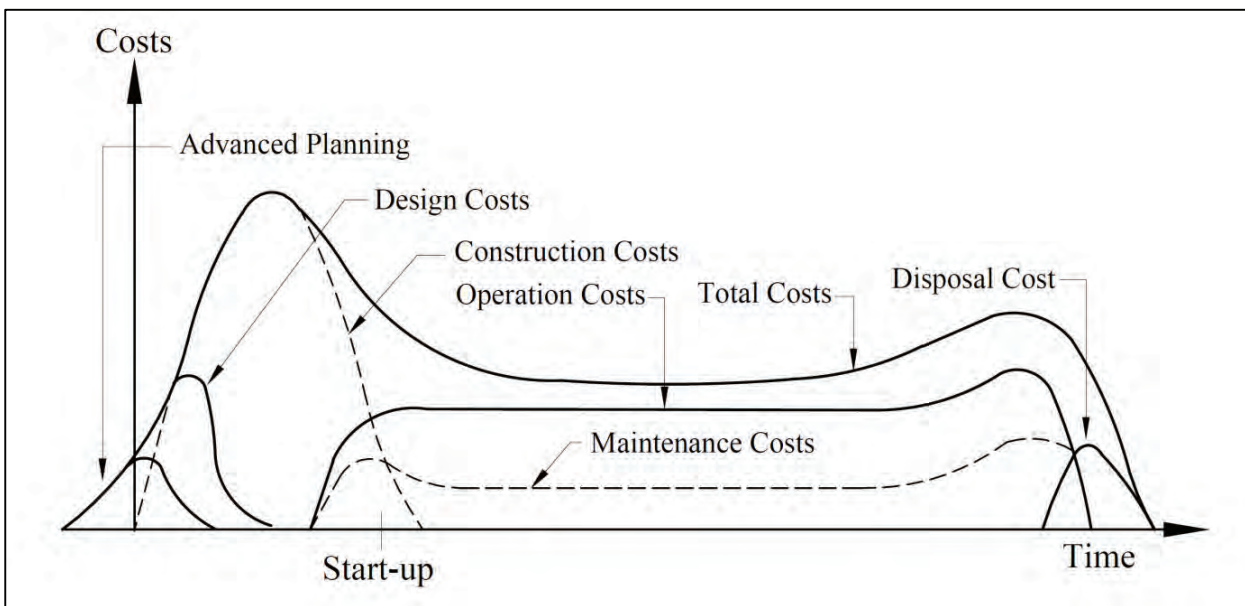 Costs
Advanced Planning
Design Costs
Construction Costs
Operation Costs
Total Costs
Disposal Cost
Maintenance Costs
Start-up
Time